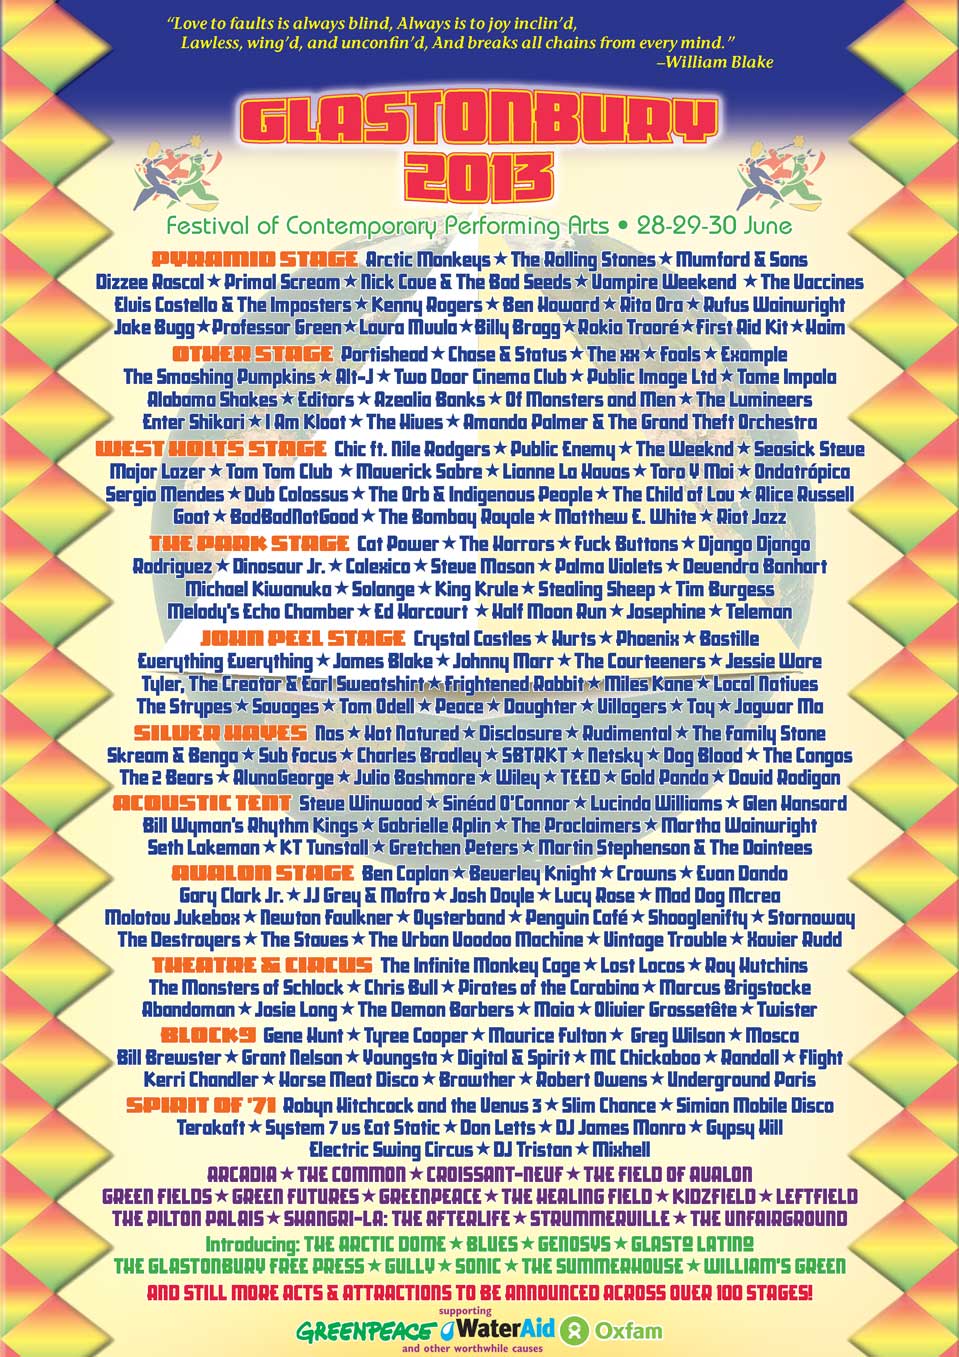 “Love to faults is always blind, Always is to joy inclin’d,
Lawless, wing’d, and unconfin’d, And breaks all chains from every mind.”
–William Blake
GLASTONBURY
2013
Festival of Contemporary Performing Arts • 28-29-30 June
PYRAMID STAGE Arctic Monkeys ★ The Rolling Stones ★ Mumford & Sons
Dizzee Rascal ★ Primal Scream ★ Nick Cave & The Bad Seeds ★ Vampire Weekend ★ The Vaccines
Elvis Costello & The Imposters ★ Kenny Rogers ★ Ben Howard ★ Rita Ora ★ Rufus Wainwright
Jake Bugg ★ Professor Green ★ Laura Mvula ★ Billy Bragg ★ Rokia Traoré ★ First Aid Kit ★ Haim
OTHER STAGE Portishead ★ Chase & Status ★ The xx ★ Foals ★ Example
The Smashing Pumpkins ★ Alt-J ★ Two Door Cinema Club ★ Public Image Ltd ★ Tame Impala
Alabama Shakes ★ Editors ★ Azealia Banks ★ Of Monsters and Men ★ The Lumineers
Enter Shikari ★ I Am Kloot ★ The Hives ★ Amanda Palmer & The Grand Theft Orchestra
WEST HOLTS STAGE Chic ft. Nile Rodgers ★ Public Enemy ★ The Weeknd ★ Seasick Steve
Major Lazer ★ Tom Tom Club ★ Maverick Sabre ★ Lianne La Havas ★ Toro Y Moi ★ Ondatrópica
Sergio Mendes ★ Dub Colossus ★ The Orb & Indigenous People ★ The Child of Lov ★ Alice Russell
Goat ★ BadBadNotGood ★ The Bombay Royale ★ Matthew E. White ★ Riot Jazz
THE PARK STAGE Cat Power ★ The Horrors ★ Fuck Buttons ★ Django Django
Rodriguez ★ Dinosaur Jr. ★ Calexico ★ Steve Mason ★ Palma Violets ★ Devendra Banhart
Michael Kiwanuka ★ Solange ★ King Krule ★ Stealing Sheep ★ Tim Burgess
Melody's Echo Chamber ★ Ed Harcourt ★ Half Moon Run ★ Josephine ★ Teleman
JOHN PEEL STAGE Crystal Castles ★ Hurts ★ Phoenix ★ Bastille
Everything Everything ★ James Blake ★ Johnny Marr ★ The Courteeners ★ Jessie Ware
Tyler, The Creator & Earl Sweatshirt ★ Frightened Rabbit ★ Miles Kane ★ Local Natives
The Strypes ★ Savages ★ Tom Odell ★ Peace ★ Daughter ★ Villagers ★ Toy ★ Jagwar Ma
SILVER HAYES Nas ★ Hot Natured ★ Disclosure ★ Rudimental ★ The Family Stone
Skream & Benga ★ Sub Focus ★ Charles Bradley ★ SBTRKT ★ Netsky ★ Dog Blood ★ The Congos
The 2 Bears ★ AlunaGeorge ★ Julio Bashmore ★ Wiley ★ TEED ★ Gold Panda ★ David Rodigan
ACOUSTIC TENT Steve Winwood ★ Sinéad O'Connor ★ Lucinda Williams ★ Glen Hansard
Bill Wyman's Rhythm Kings ★ Gabrielle Aplin ★ The Proclaimers ★ Martha Wainwright
Seth Lakeman ★ KT Tunstall ★ Gretchen Peters ★ Martin Stephenson & The Daintees
AVALON STAGE Ben Caplan ★ Beverley Knight ★ Crowns ★ Evan Dando
Gary Clark Jr. ★ JJ Grey & Mofro ★ Josh Doyle ★ Lucy Rose ★ Mad Dog Mcrea
Molotov Jukebox ★ Newton Faulkner ★ Oysterband ★ Penguin Café ★ Shooglenifty ★ Stornoway
The Destroyers ★ The Staves ★ The Urban Voodoo Machine ★ Vintage Trouble ★ Xavier Rudd
THEATRE & CIRCUS The Infinite Monkey Cage ★ Lost Locos ★ Roy Hutchins
The Monsters of Schlock ★ Chris Bull ★ Pirates of the Carabina ★ Marcus Brigstocke
Abandoman ★ Josie Long ★ The Demon Barbers ★ Maia ★ Olivier Grossetête ★ Twister
BLOCK9 Gene Hunt ★ Tyree Cooper ★ Maurice Fulton ★ Greg Wilson ★ Mosca
Bill Brewster ★ Grant Nelson ★ Youngsta ★ Digital & Spirit ★ MC Chickaboo ★ Randall ★ Flight
Kerri Chandler ★ Horse Meat Disco ★ Browther ★ Robert Owens ★ Underground Paris
SPIRIT OF '71 Robyn Hitchcock and the Venus 3 ★ Slim Chance ★ Simian Mobile Disco
Terakaft ★ System 7 vs Eat Static ★ Don Letts ★ DJ James Monro ★ Gypsy Hill
Electric Swing Circus ★ DJ Tristan ★ Mixhell
ARCADIA ★ THE COMMON ★ CROISSANT-NEUF ★ THE FIELD OF AVALON
GREEN FIELDS ★ GREEN FUTURES ★ GREENPEACE ★ THE HEALING FIELD ★ KIDZFIELD ★ LEFTFIELD
THE PILTON PALAIS ★ SHANGRI-LA: THE AFTERLIFE ★ STRUMMERVILLE ★ THE UNFAIRGROUND
Introducing: THE ARCTIC DOME ★ BLUES ★ GENOSYS ★ GLASTO LATINO
THE GLASTONBURY FREE PRESS ★ GULLY ★ SONIC ★ THE SUMMERHOUSE ★ WILLIAM'S GREEN
AND STILL MORE ACTS & ATTRACTIONS TO BE ANNOUNCED ACROSS OVER 100 STAGES!
supporting
GREENPEACE WaterAid Oxfam
and other worthwhile causes